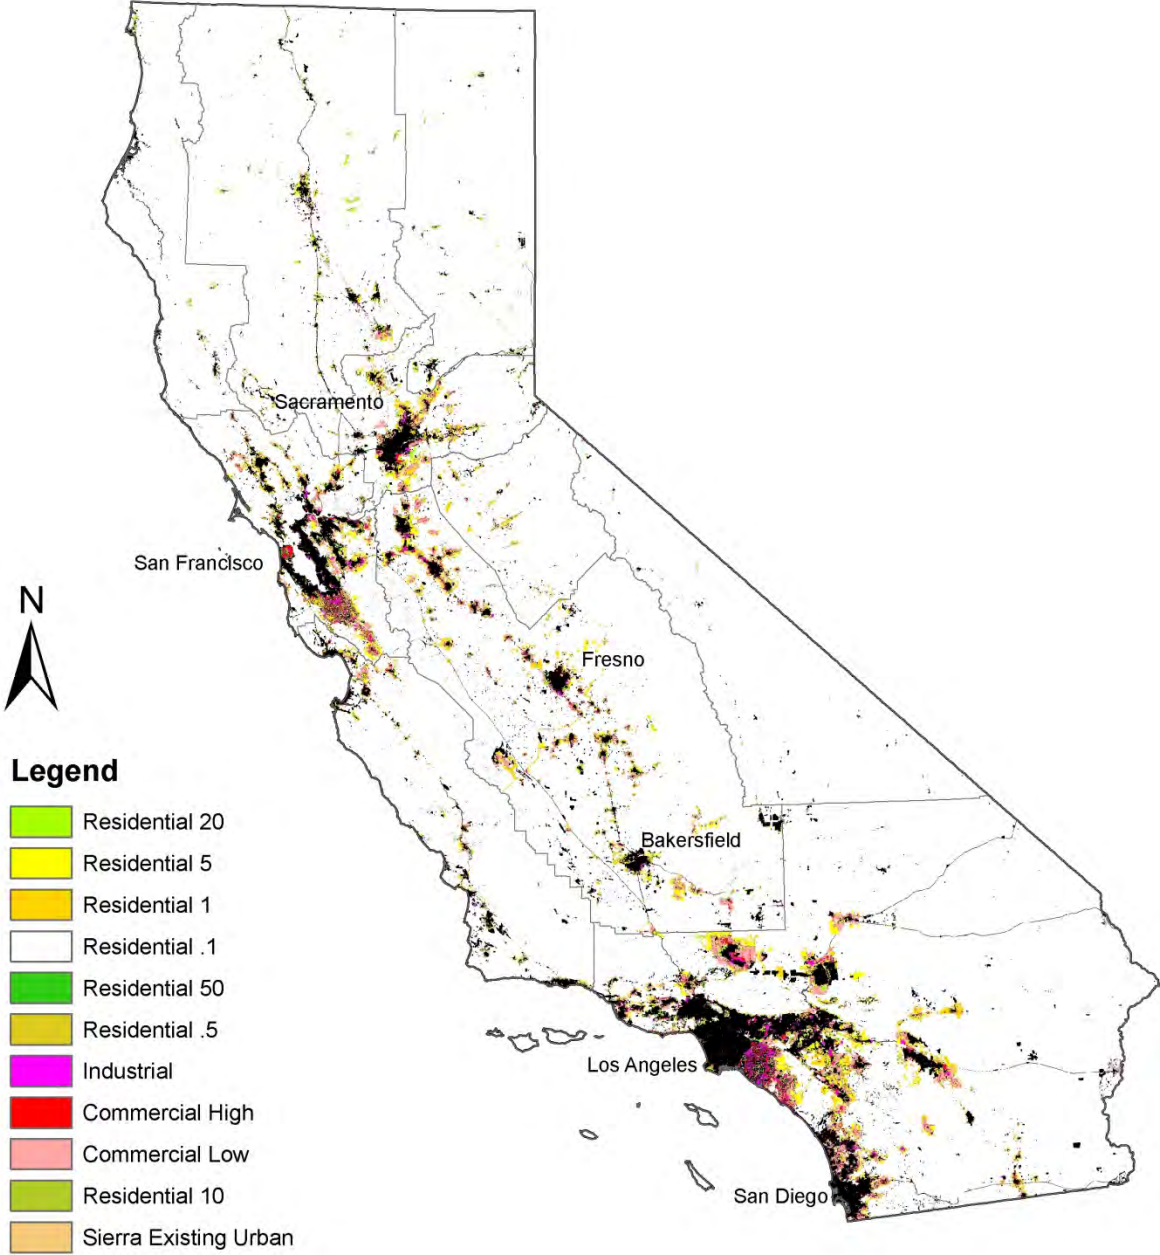 Sacramento
San Francisco
N
Fresno
Legend
Residential 20
Bakersfield
Residential 5
Residential 1
Residential .1
Residential 50
Residential .5
Los Angeles
Industrial
Commercial High
Commercial Low
Residential 10
San Diego
Sierra Existing Urban